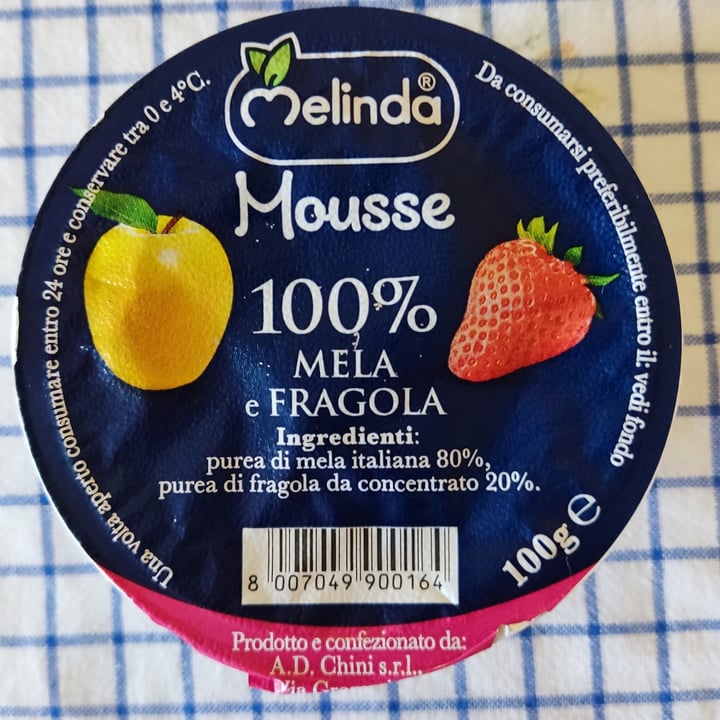 Melinda®
Mousse
100%
MELA
e FRAGOLA
Ingredienti:
purea di mela italiana 80%,
purea di fragola da concentrato 20%.
Una volta aperto consumare entro 24 ore e conservare tra 0 e 4°C.
Da consumarsi preferibilmente entro il: vedi fondo
100g e
8 007049 900164
Prodotto e confezionato da:
A.D. Chini s.r.l.,
Via